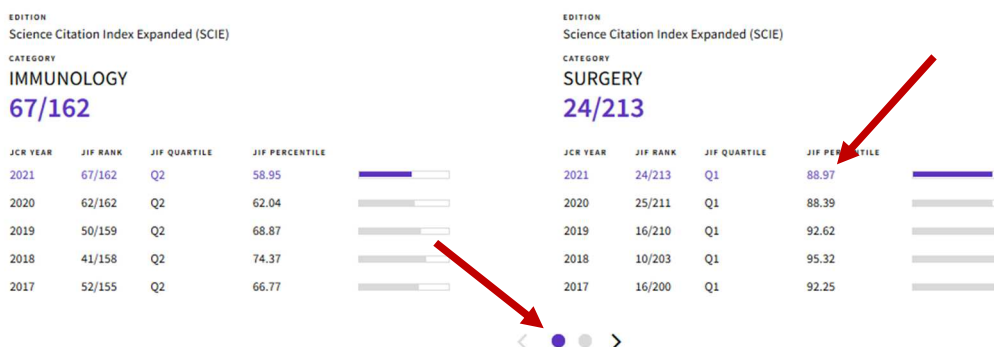 EDITION
Science Citation Index Expanded (SCIE)
CATEGORY
IMMUNOLOGY
67/162
JCR YEAR JIF RANK JIF QUARTILE JIF PERCENTILE
2021 67/162 Q2 58.95
2020 62/162 Q2 62.04
2019 50/159 Q2 68.87
2018 41/158 Q2 74.37
2017 52/155 Q2 66.77
EDITION
Science Citation Index Expanded (SCIE)
CATEGORY
SURGERY
24/213
JCR YEAR JIF RANK JIF QUARTILE JIF PERCENTILE
2021 24/213 Q1 88.97
2020 25/211 Q1 88.39
2019 16/210 Q1 92.62
2018 10/203 Q1 95.32
2017 16/200 Q1 92.25